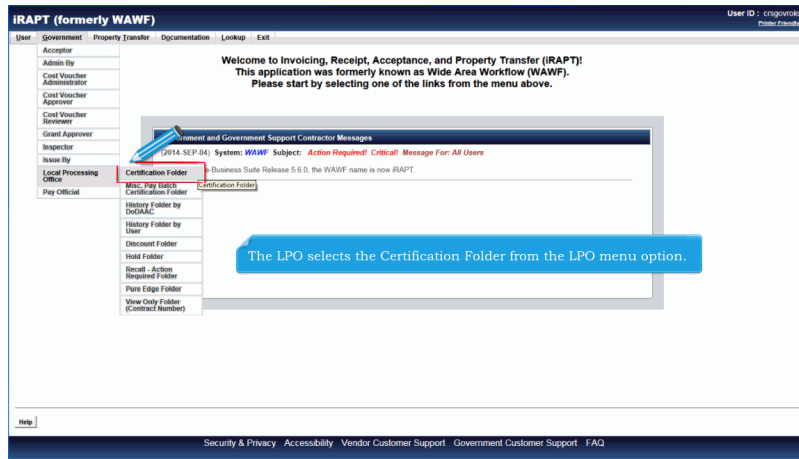 iRAPT (formerly WAWF)
User ID : crsgovrole
Printer Friendly
User Government Property Transfer Documentation Lookup Exit
Acceptor
Admin By
Cost Voucher
Administrator
Cost Voucher
Approver
Cost Voucher
Reviewer
Grant Approver
Inspector
Issue By
Local Processing
Office
Pay Official
Certification Folder
Misc. Pay Batch
Certification Folder
History Folder by
DoDAAC
History Folder by
User
Discount Folder
Hold Folder
Recall - Action
Required Folder
Pure Edge Folder
View Only Folder
(Contract Number)
Certification Folder
Welcome to Invoicing, Receipt, Acceptance, and Property Transfer (iRAPT)!
This application was formerly known as Wide Area Workflow (WAWF).
Please start by selecting one of the links from the menu above.
and Government Support Contractor Messages
(2014-SEP-04) System: WAWF Subject: Action Required! Critical! Message For: All Users
e-Business Suite Release 5.6.0, the WAWF name is now iRAPT.
The LPO selects the Certification Folder from the LPO menu option.
Help
Security & Privacy Accessibility Vendor Customer Support Government Customer Support FAQ